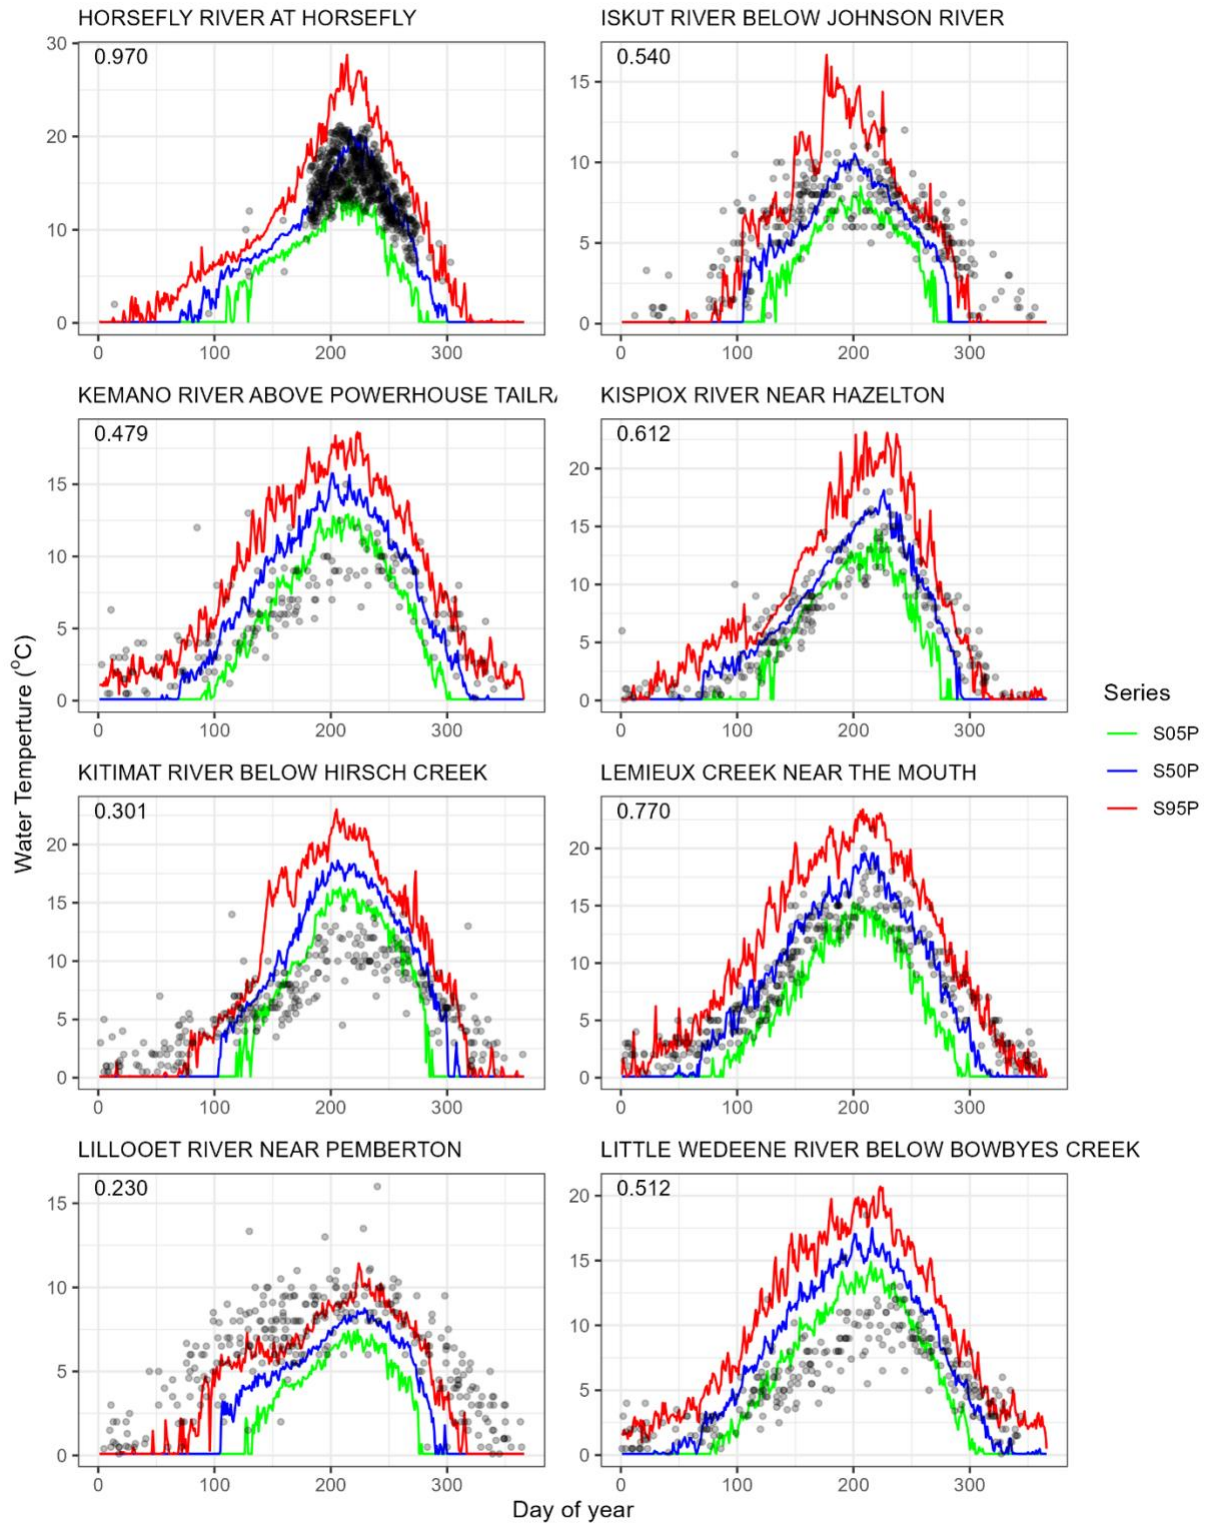 HORSEFLY RIVER AT HORSEFLY
ISKUT RIVER BELOW JOHNSON RIVER
0.970
0.540
30
20
10
0
15
10
5
0
0 100 200 300
0 100 200 300
KEMANO RIVER ABOVE POWERHOUSE TAILR
KISPIOX RIVER NEAR HAZELTON
0.479
0.612
15
10
5
0
20
15
10
5
0
0 100 200 300
0 100 200 300
KITIMAT RIVER BELOW HIRSCH CREEK
LEMIEUX CREEK NEAR THE MOUTH
0.301
0.770
20
15
10
5
0
20
15
10
5
0
0 100 200 300
0 100 200 300
LILLOOET RIVER NEAR PEMBERTON
LITTLE WEDEENE RIVER BELOW BOWBYES CREEK
0.230
0.512
15
10
5
0
20
15
10
5
0
0 100 200 300
0 100 200 300
Water Temperture (°C)
Day of year
Series
S05P
S50P
S95P